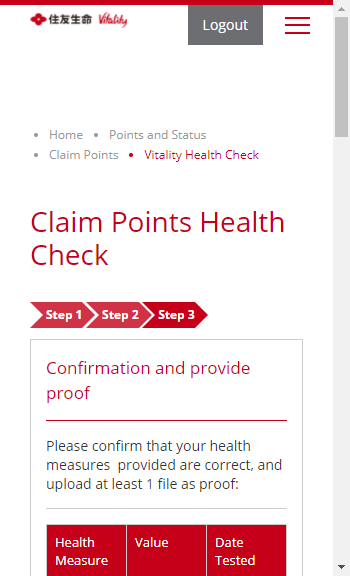 住友生命 Vitality
Logout
Home Points and Status
Claim Points Vitality Health Check
Claim Points Health
Check
Step 1 Step 2 Step 3
Confirmation and provide
proof
Please confirm that your health
measures provided are correct, and
upload at least 1 file as proof:
Health Value Date
Measure Tested